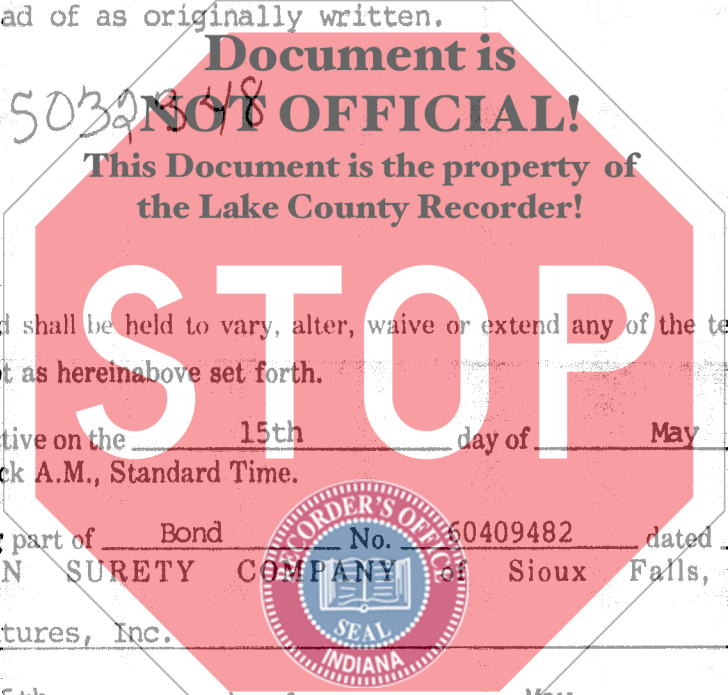 ad of as originally written.
Document is
NOT OFFICIAL!
This Document is the property of
the Lake County Recorder!
STOP
d shall be held to vary, alter, waive or extend any of the te
t as hereinabove set forth.
tive on the 15th day of May
ck A.M., Standard Time.
part of Bond No. 60409482 dated
N SURETY COMPANY of Sioux Falls,
RECORDER'S OFFICE
SEAL
INDIANA
tures, Inc.